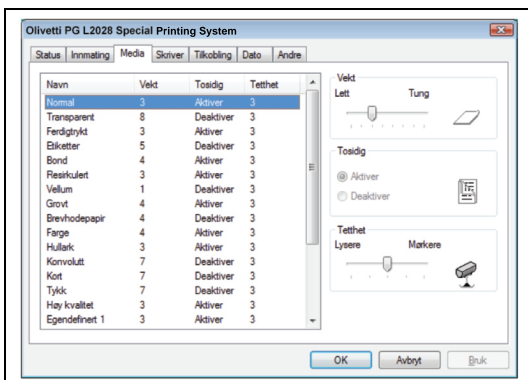 Olivetti PG L2028 Special Printing System
Status Innmating Media Skriver Tilkobling Dato Andre
Navn Vekt Tosidig Tetthet
Normal 3 Aktiver 3
Transparent 8 Deaktiver 3
Ferdigtrykt 3 Aktiver 3
Etiketter 5 Deaktiver 3
Bond 4 Aktiver 3
Resirkulert 3 Aktiver 3
Vellum 1 Deaktiver 3
Grovt 4 Aktiver 3
Brevhodepapir 4 Deaktiver 3
Farge 4 Aktiver 3
Hullark 3 Aktiver 3
Konvolutt 7 Deaktiver 3
Kort 7 Deaktiver 3
Tykk 7 Deaktiver 3
Høy kvalitet 3 Aktiver 3
Egendefinert 1 3 Aktiver 3
Vekt
Lett Tung
Tosidig
Aktiver
Deaktiver
Tetthet
Lysere Mørkere
OK Avbryt Bruk